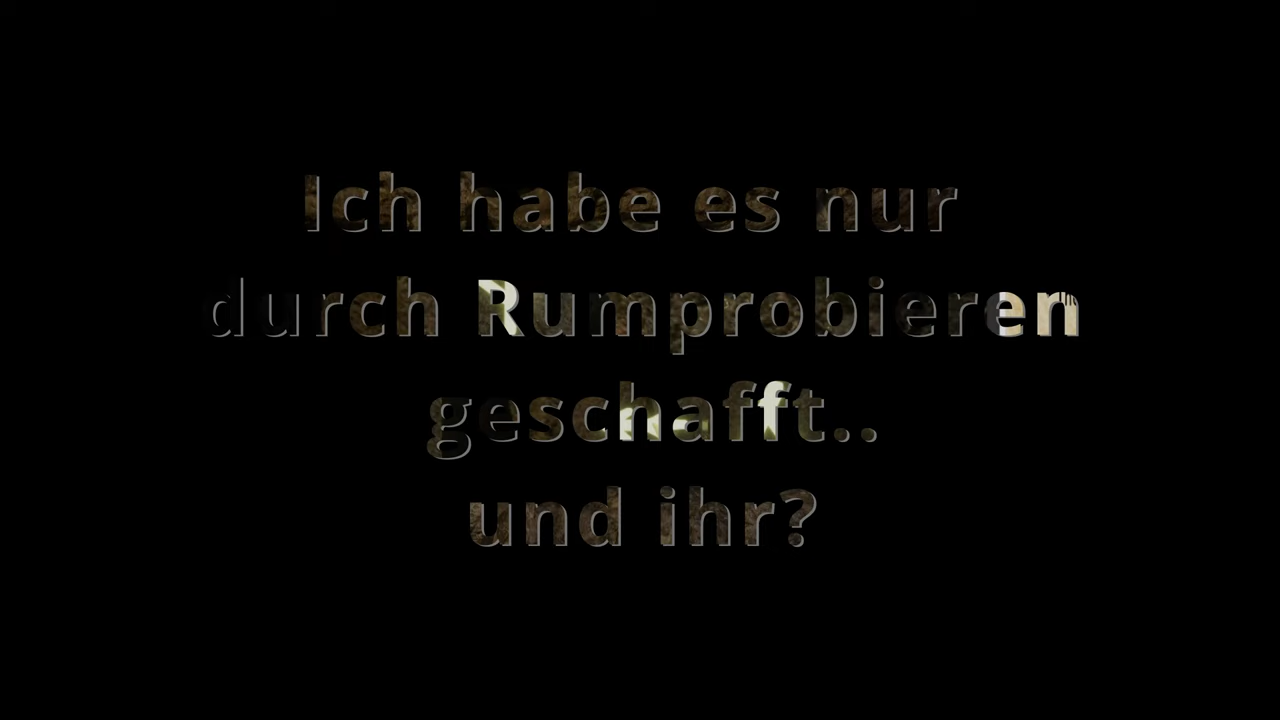 Ich habe es nur
durch Rumprobieren
geschafft..
und ihr?